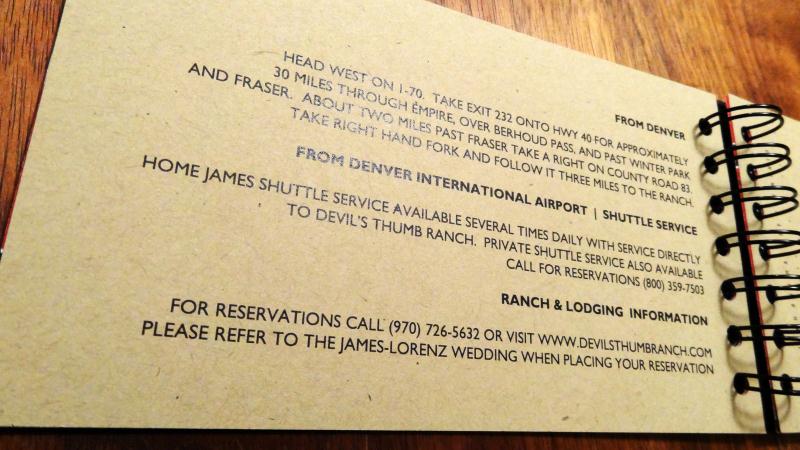 FROM DENVER
HEAD WEST ON I-70. TAKE EXIT 232 ONTO HWY 40 FOR APPROXIMATELY
30 MILES THROUGH EMPIRE, OVER BERHOUD PASS, AND PAST WINTER PARK
AND FRASER. ABOUT TWO MILES PAST FRASER TAKE A RIGHT ON COUNTY ROAD 83.
TAKE RIGHT HAND FORK AND FOLLOW IT THREE MILES TO THE RANCH.
FROM DENVER INTERNATIONAL AIRPORT | SHUTTLE SERVICE
HOME JAMES SHUTTLE SERVICE AVAILABLE SEVERAL TIMES DAILY WITH SERVICE DIRECTLY
TO DEVIL'S THUMB RANCH. PRIVATE SHUTTLE SERVICE ALSO AVAILABLE
CALL FOR RESERVATIONS (800) 359-7503
RANCH & LODGING INFORMATION
FOR RESERVATIONS CALL (970) 726-5632 OR VISIT WWW.DEVILSTHUMBRANCH.COM
PLEASE REFER TO THE JAMES-LORENZ WEDDING WHEN PLACING YOUR RESERVATION